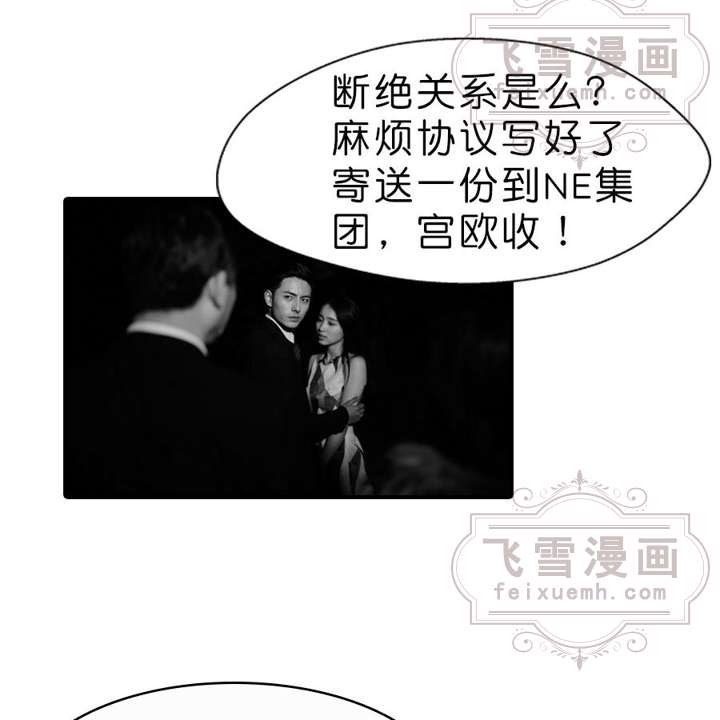 飞雪漫画
feixuemh.com
断绝关系是么?
麻烦协议写好了
寄送一份到NE集
团，宫欧收！
飞雪漫画
feixuemh.com